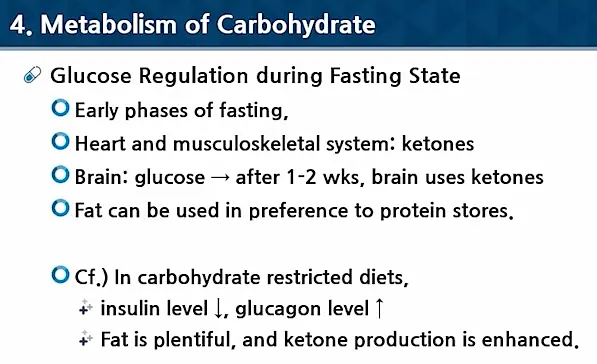 4. Metabolism of Carbohydrate
Glucose Regulation during Fasting State
Early phases of fasting,
Heart and musculoskeletal system: ketones
Brain: glucose → after 1-2 wks, brain uses ketones
Fat can be used in preference to protein stores.
Cf.) In carbohydrate restricted diets,
insulin level ↓, glucagon level ↑
Fat is plentiful, and ketone production is enhanced.